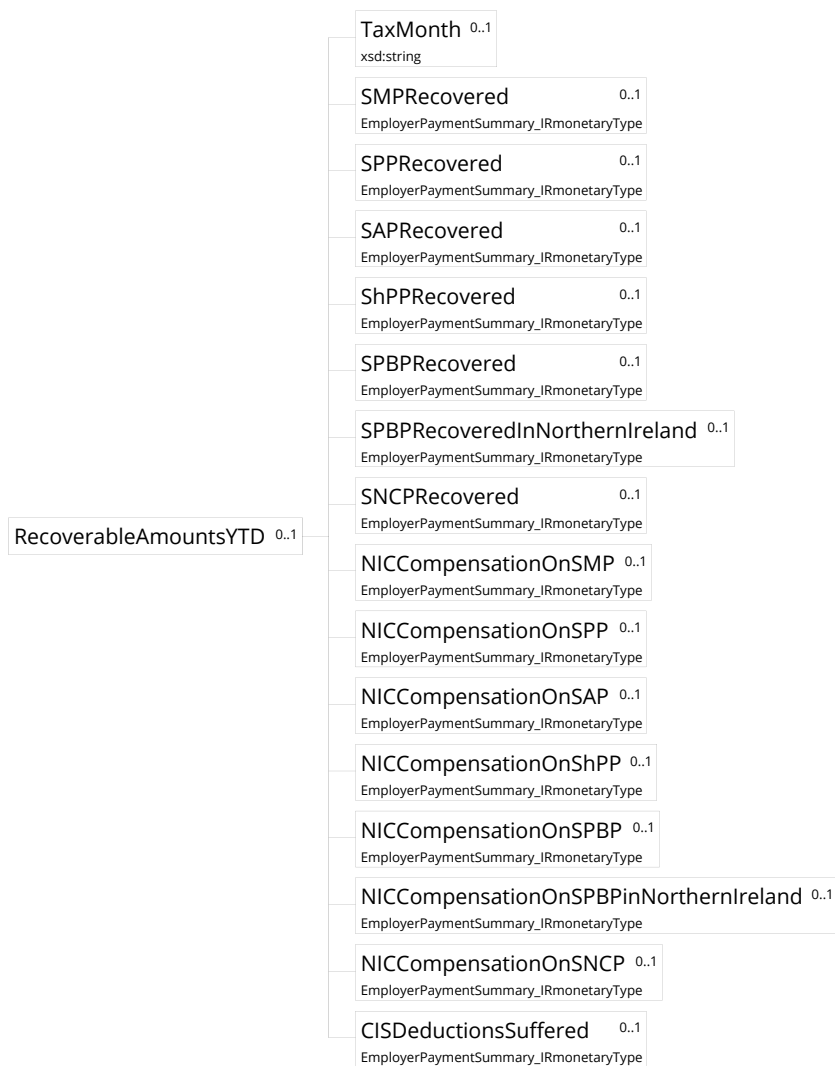 TaxMonth 0..1
xsd:string
SMPRecovered 0..1
EmployerPaymentSummary_IRmonetaryType
SPPRecovered 0..1
EmployerPaymentSummary_IRmonetaryType
SAPRecovered 0..1
EmployerPaymentSummary_IRmonetaryType
ShPPRecovered 0..1
EmployerPaymentSummary_IRmonetaryType
SPBPRecovered 0..1
EmployerPaymentSummary_IRmonetaryType
SPBPRecoveredInNorthernIreland 0..1
EmployerPaymentSummary_IRmonetaryType
SNCPRecovered 0..1
EmployerPaymentSummary_IRmonetaryType
RecoverableAmountsYTD 0..1
NICCompensationOnSMP 0..1
EmployerPaymentSummary_IRmonetaryType
NICCompensationOnSPP 0..1
EmployerPaymentSummary_IRmonetaryType
NICCompensationOnSAP 0..1
EmployerPaymentSummary_IRmonetaryType
NICCompensationOnShPP 0..1
EmployerPaymentSummary_IRmonetaryType
NICCompensationOnSPBP 0..1
EmployerPaymentSummary_IRmonetaryType
NICCompensationOnSPBPinNorthernIreland 0..1
EmployerPaymentSummary_IRmonetaryType
NICCompensationOnSNCP 0..1
EmployerPaymentSummary_IRmonetaryType
CISDeductionsSuffered 0..1
EmployerPaymentSummary_IRmonetaryType